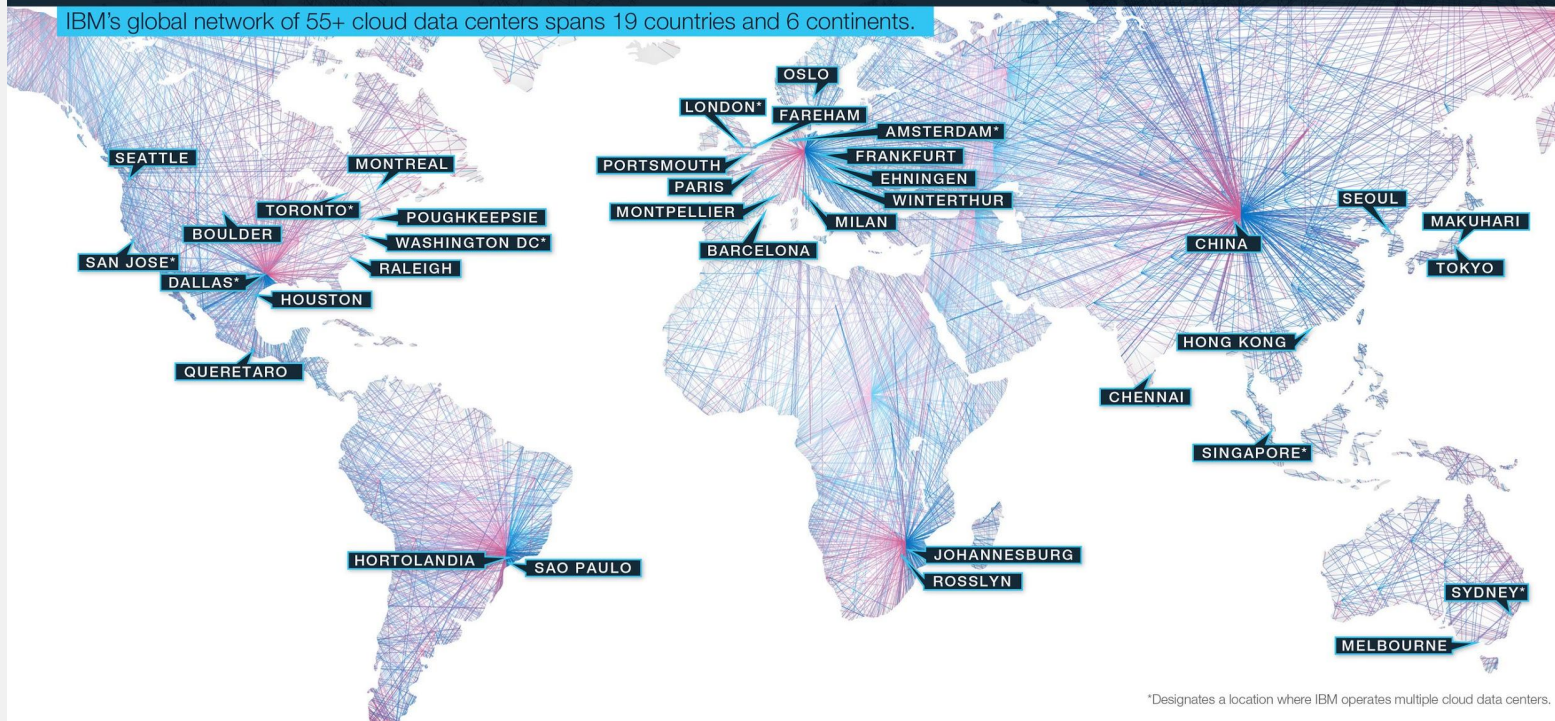 IBM's global network of 55+ cloud data centers spans 19 countries and 6 continents.
OSLO
LONDON*
FAREHAM
AMSTERDAM*
SEATTLE
MONTREAL
PORTSMOUTH
FRANKFURT
PARIS
EHNINGEN
WINTERTHUR
TORONTO*
POUGHKEEPSIE
MONTPELLIER
MILAN
SEOUL
MAKUHARI
BOULDER
WASHINGTON DC*
BARCELONA
CHINA
SAN JOSE*
RALEIGH
TOKYO
DALLAS*
HOUSTON
QUERETARO
HONG KONG
CHENNAI
SINGAPORE*
HORTOLANDIA
SAO PAULO
JOHANNESBURG
ROSSLYN
SYDNEY*
MELBOURNE
*Designates a location where IBM operates multiple cloud data centers.